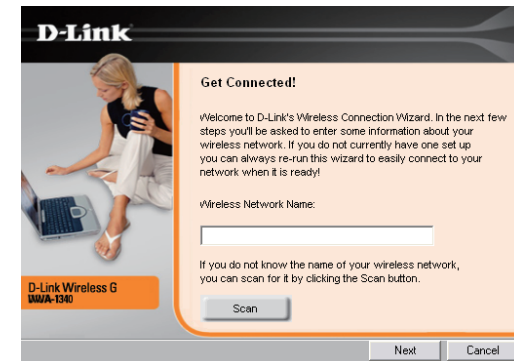 D-Link
Get Connected!
Welcome to D-Link's Wireless Connection Wizard. In the next few
steps you'll be asked to enter some information about your
wireless network. If you do not currently have one set up
you can always re-run this wizard to easily connect to your
network when it is ready!
Wireless Network Name:
If you do not know the name of your wireless network,
you can scan for it by clicking the Scan button.
Scan
D-Link Wireless G
WUA-1340
Next
Cancel